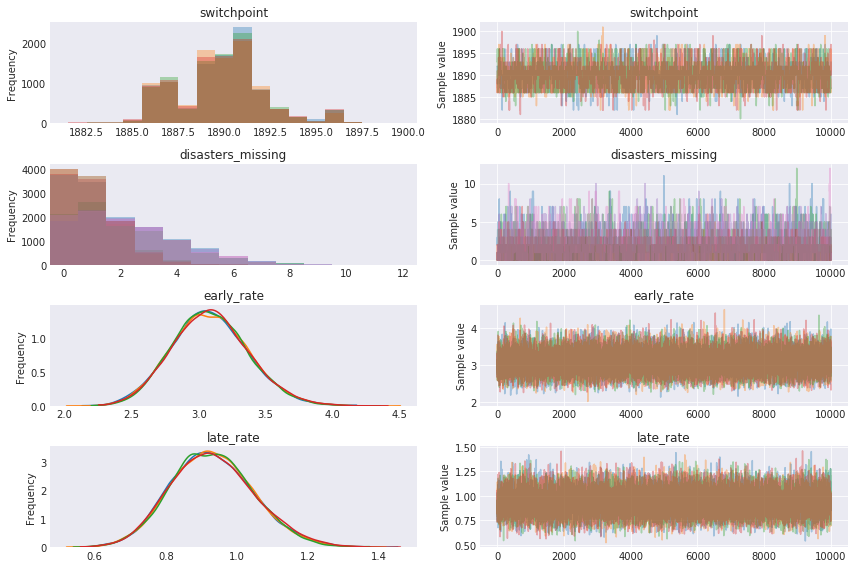 switchpoint
Frequency
2000
1000
0
1882.5 1885.0 1887.5 1890.0 1892.5 1895.0 1897.5 1900.0
switchpoint
Sample value
1900
1895
1890
1885
1880
0 2000 4000 6000 8000 10000
disasters_missing
Frequency
4000
3000
2000
1000
0
0 2 4 6 8 10 12
disasters_missing
Sample value
10
5
0
0 2000 4000 6000 8000 10000
early_rate
Frequency
1.0
0.5
0.0
2.0 2.5 3.0 3.5 4.0 4.5
early_rate
Sample value
4
3
2
0 2000 4000 6000 8000 10000
late_rate
Frequency
3
2
1
0
0.6 0.8 1.0 1.2 1.4
late_rate
Sample value
1.50
1.25
1.00
0.75
0.50
0 2000 4000 6000 8000 10000